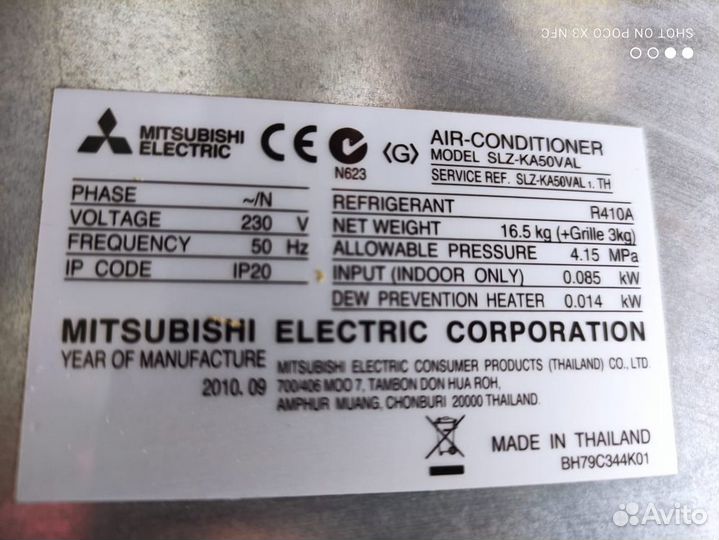 SHOT ON POCO X3 NFC
MITSUBISHI
ELECTRIC
CE
N623
⟨G⟩
AIR-CONDITIONER
MODEL SLZ-KA50VAL
SERVICE REF. SLZ-KA50VAL 1. TH
PHASE ~/N
VOLTAGE 230 V
FREQUENCY 50 Hz
IP CODE IP20
REFRIGERANT R410A
NET WEIGHT 16.5 kg (+Grille 3kg)
ALLOWABLE PRESSURE 4.15 MPa
INPUT (INDOOR ONLY) 0.085 kW
DEW PREVENTION HEATER 0.014 kW
MITSUBISHI ELECTRIC CORPORATION
YEAR OF MANUFACTURE
2010. 09
MITSUBISHI ELECTRIC CONSUMER PRODUCTS (THAILAND) CO., LTD.
700/406 MOO 7, TAMBON DON HUA ROH,
AMPHUR MUANG, CHONBURI 20000 THAILAND.
MADE IN THAILAND
BH79C344K01
Avito